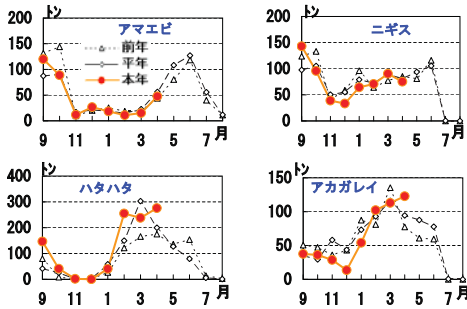 トン
アマエビ
200
150
100
50
0
前年
平年
本年
9 11 1 3 5 7 月
トン
ニギス
200
150
100
50
0
9 11 1 3 5 7 月
トン
ハタハタ
400
300
200
100
0
9 11 1 3 5 7 月
トン
アカガレイ
150
100
50
0
9 11 1 3 5 7 月